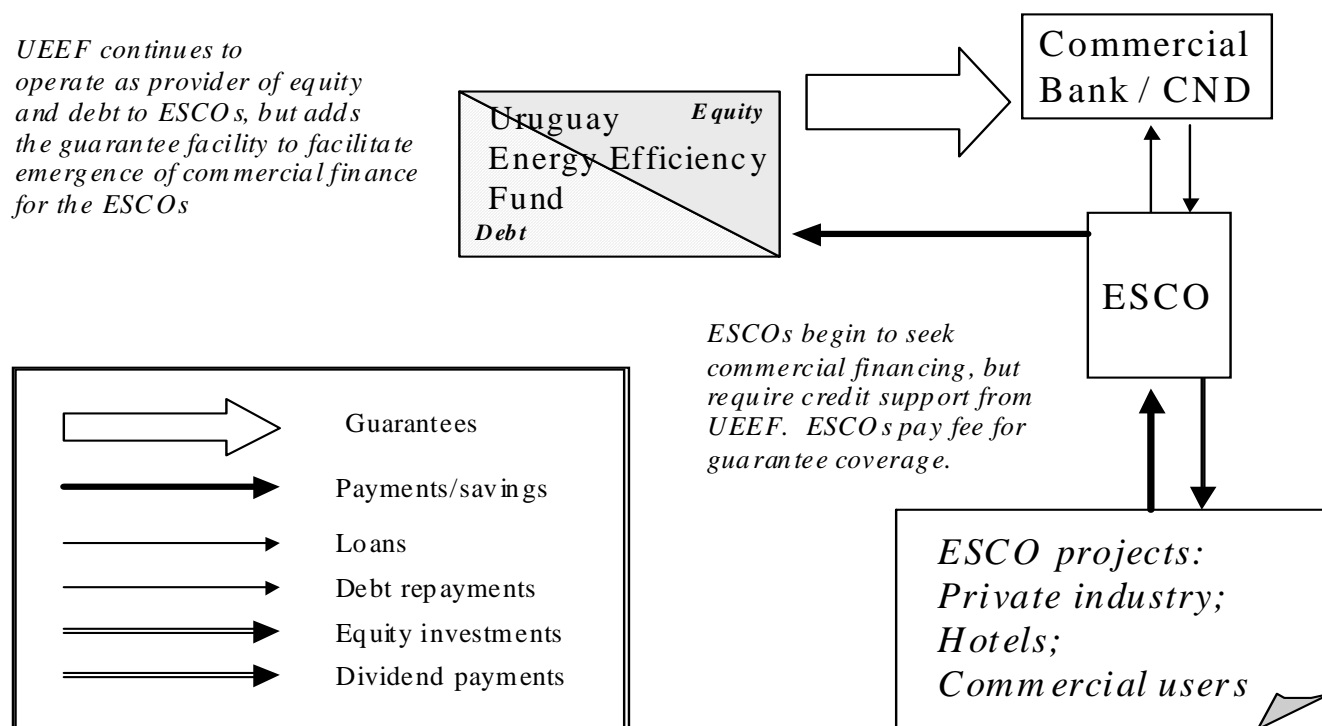 UEEF continues to
operate as provider of equity
and debt to ESCOs, but adds
the guarantee facility to facilitate
emergence of commercial finance
for the ESCOs
Uruguay
Energy Efficiency
Fund
Equity
Debt
Commercial
Bank / CND
ESCO
ESCOs begin to seek
commercial financing, but
require credit support from
UEEF. ESCOs pay fee for
guarantee coverage.
Guarantees
Payments/savings
Loans
Debt repayments
Equity investments
Dividend payments
ESCO projects:
Private industry;
Hotels;
Commercial users